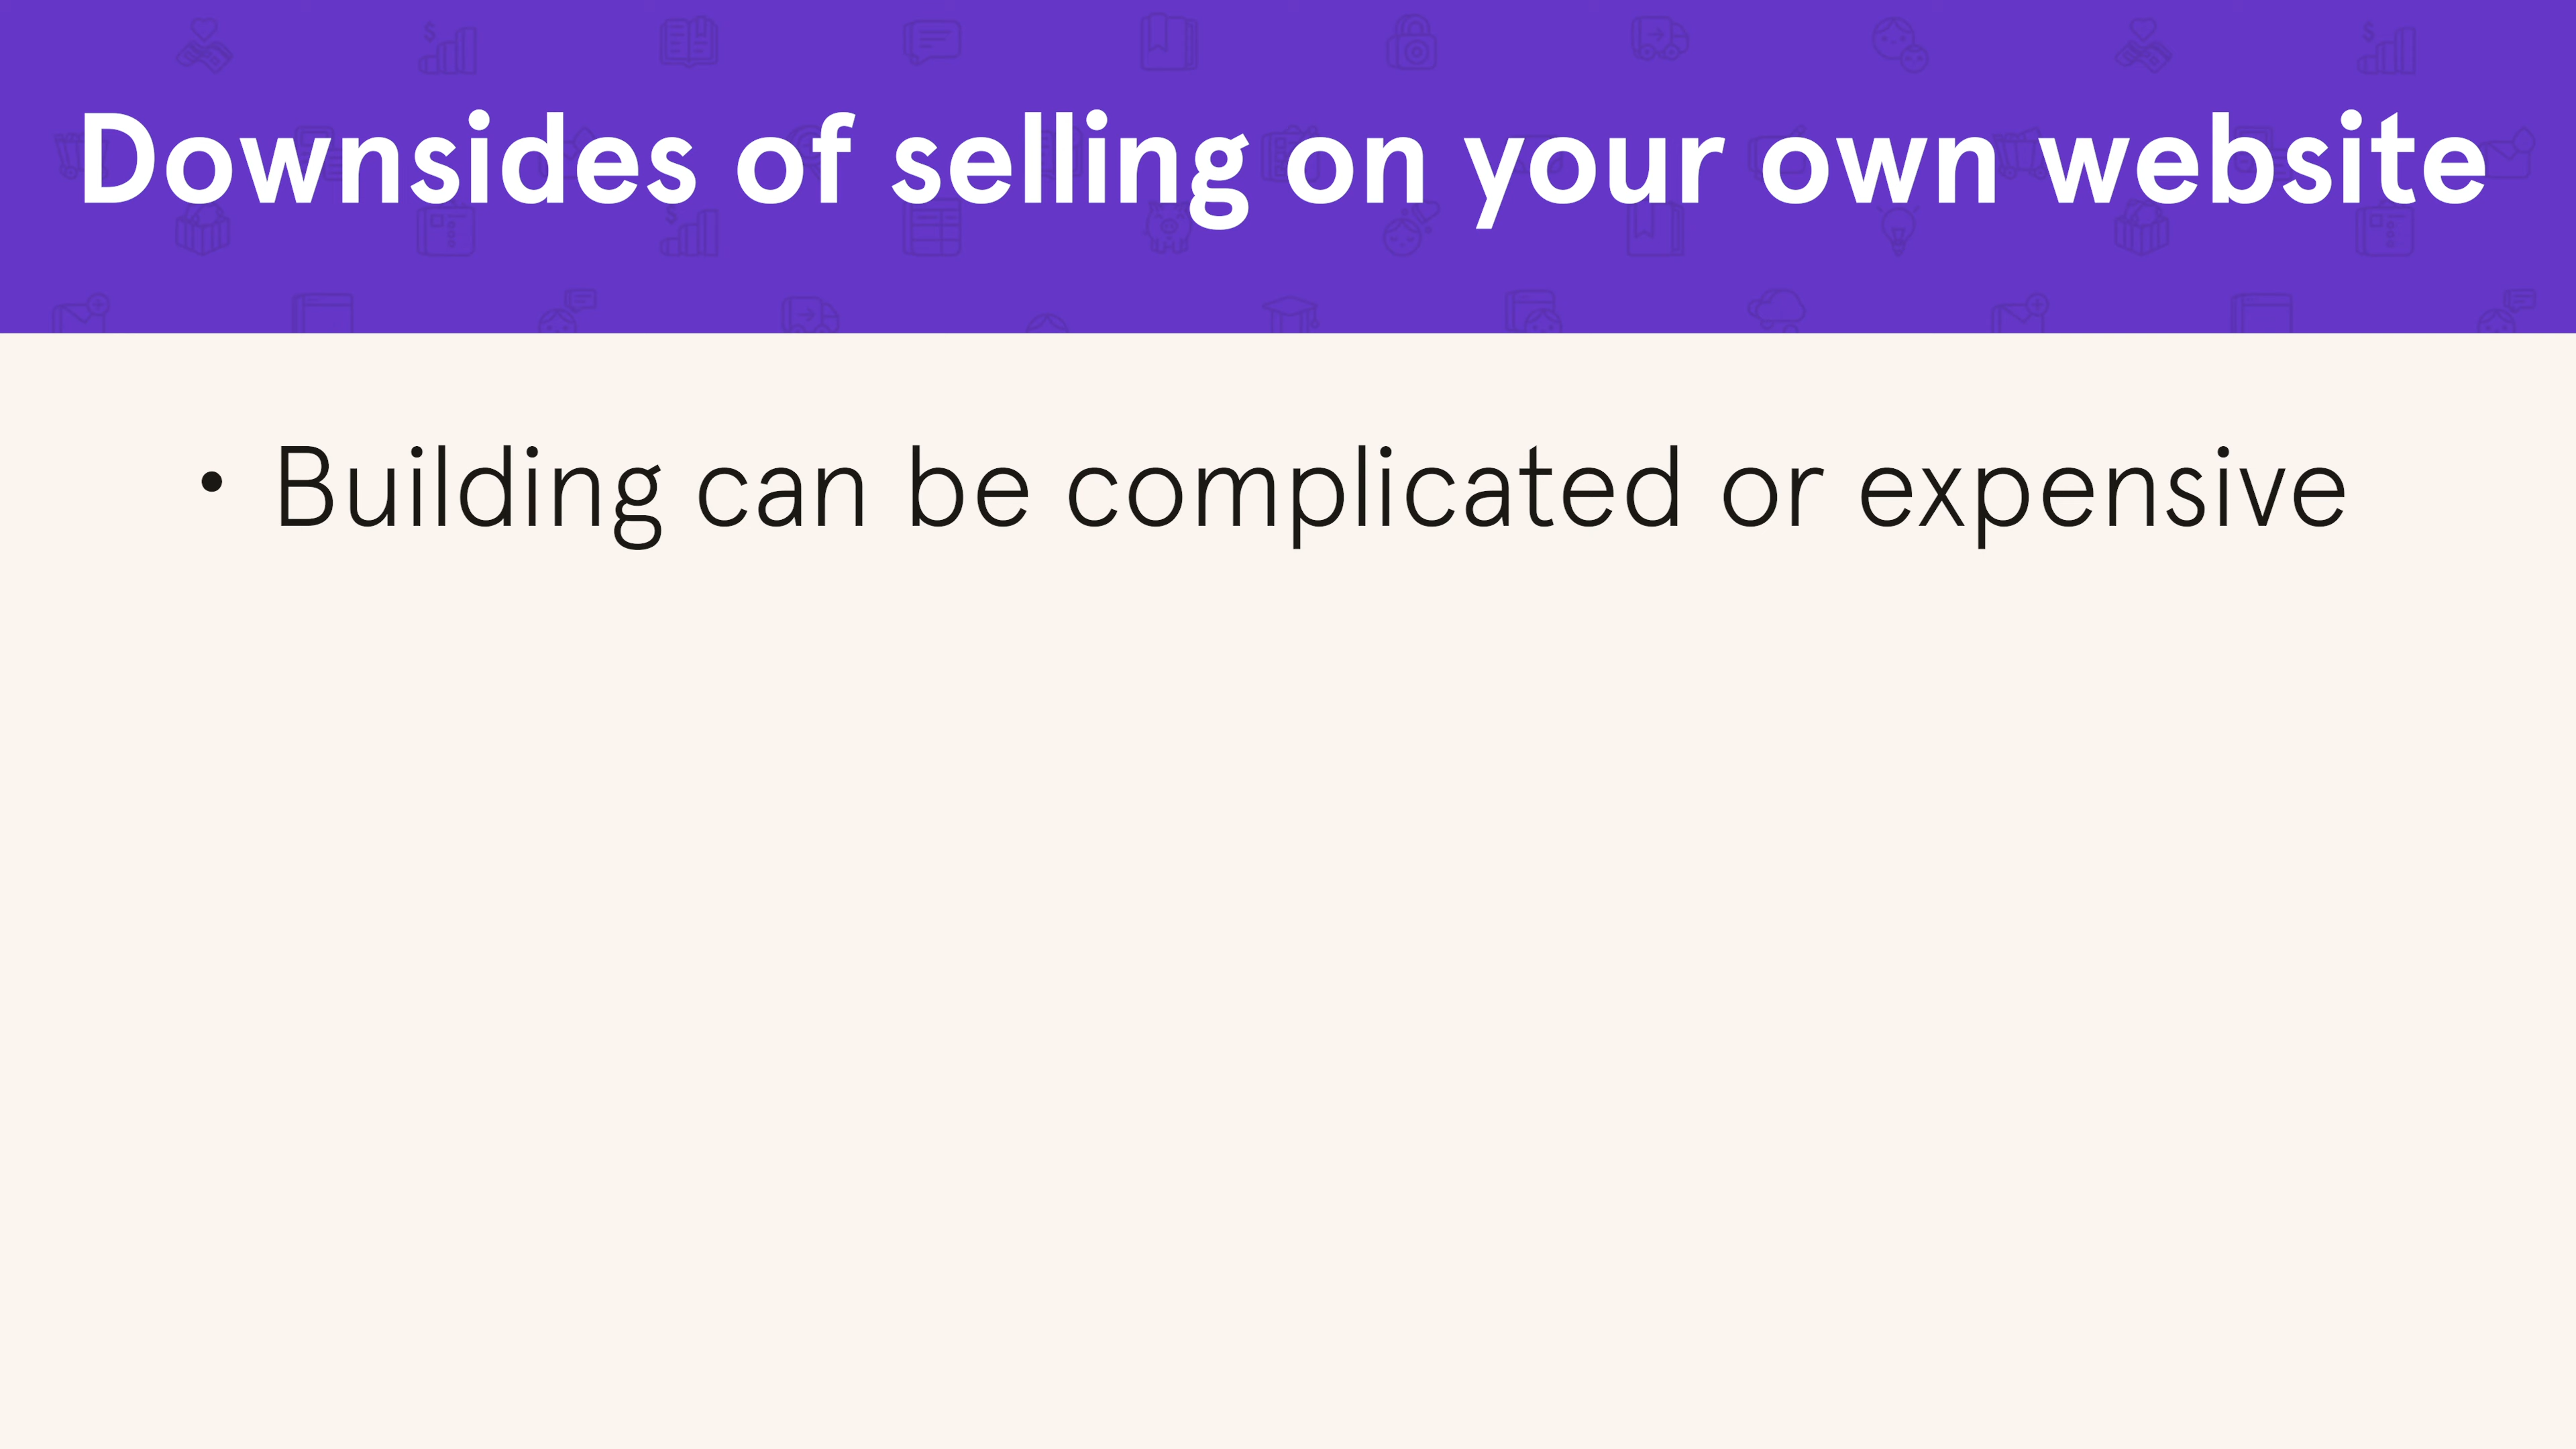 Downsides of selling on your own website
• Building can be complicated or expensive